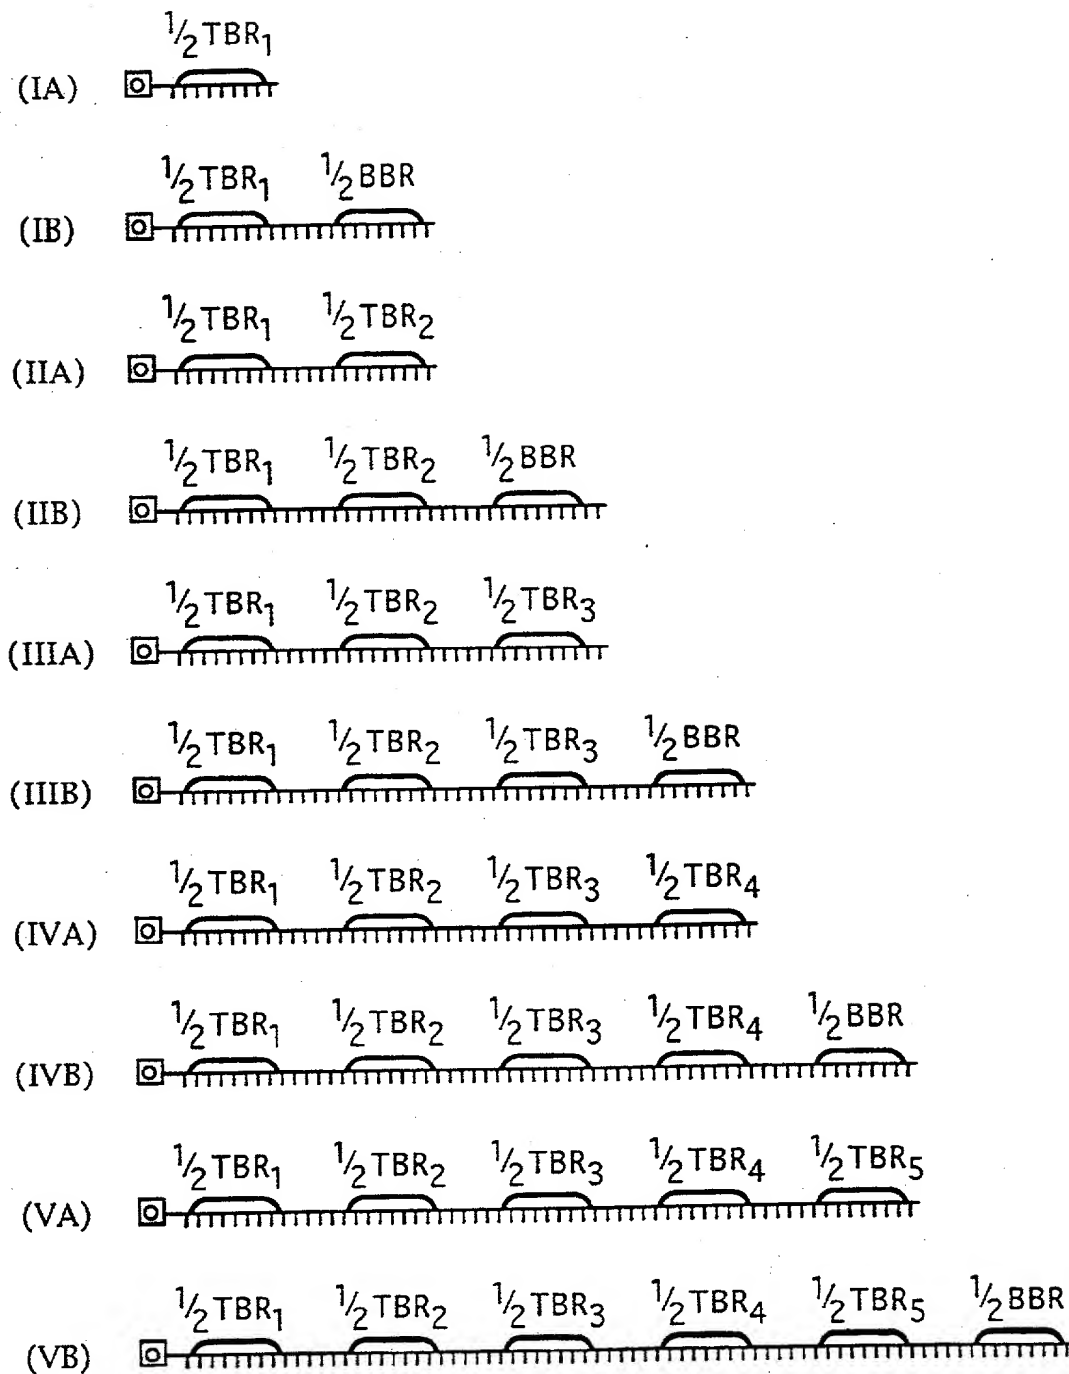 ½TBR₁
(IA)
½TBR₁ ½BBR
(IB)
½TBR₁ ½TBR₂
(IIA)
½TBR₁ ½TBR₂ ½BBR
(IIB)
½TBR₁ ½TBR₂ ½TBR₃
(IIIA)
½TBR₁ ½TBR₂ ½TBR₃ ½BBR
(IIIB)
½TBR₁ ½TBR₂ ½TBR₃ ½TBR₄
(IVA)
½TBR₁ ½TBR₂ ½TBR₃ ½TBR₄ ½BBR
(IVB)
½TBR₁ ½TBR₂ ½TBR₃ ½TBR₄ ½TBR₅
(VA)
½TBR₁ ½TBR₂ ½TBR₃ ½TBR₄ ½TBR₅ ½BBR
(VB)